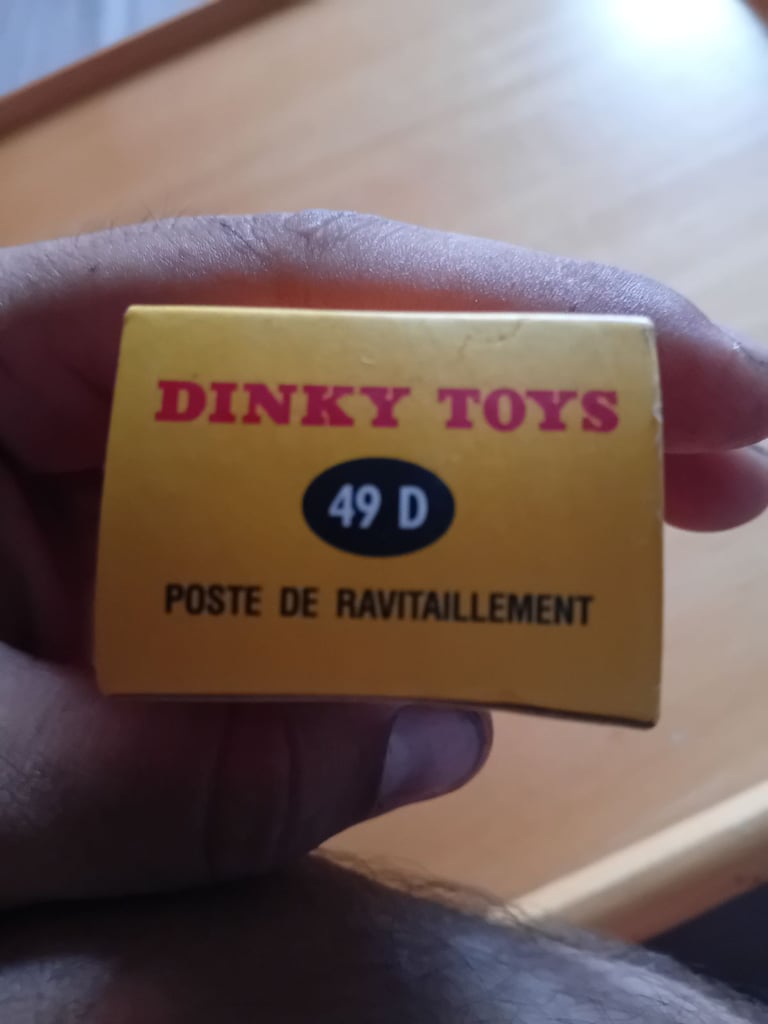 DINKY TOYS
49 D
POSTE DE RAVITAILLEMENT